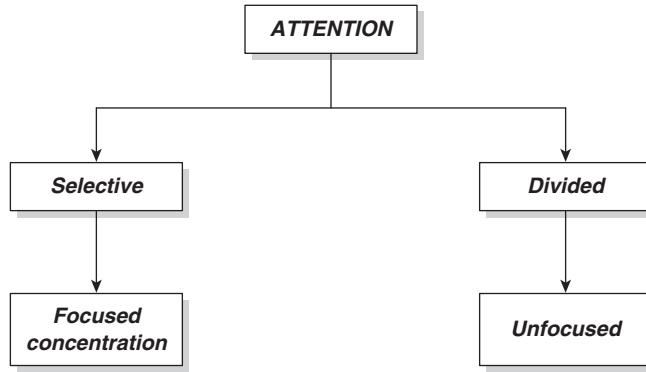 ATTENTION
Selective
Divided
Focused
concentration
Unfocused